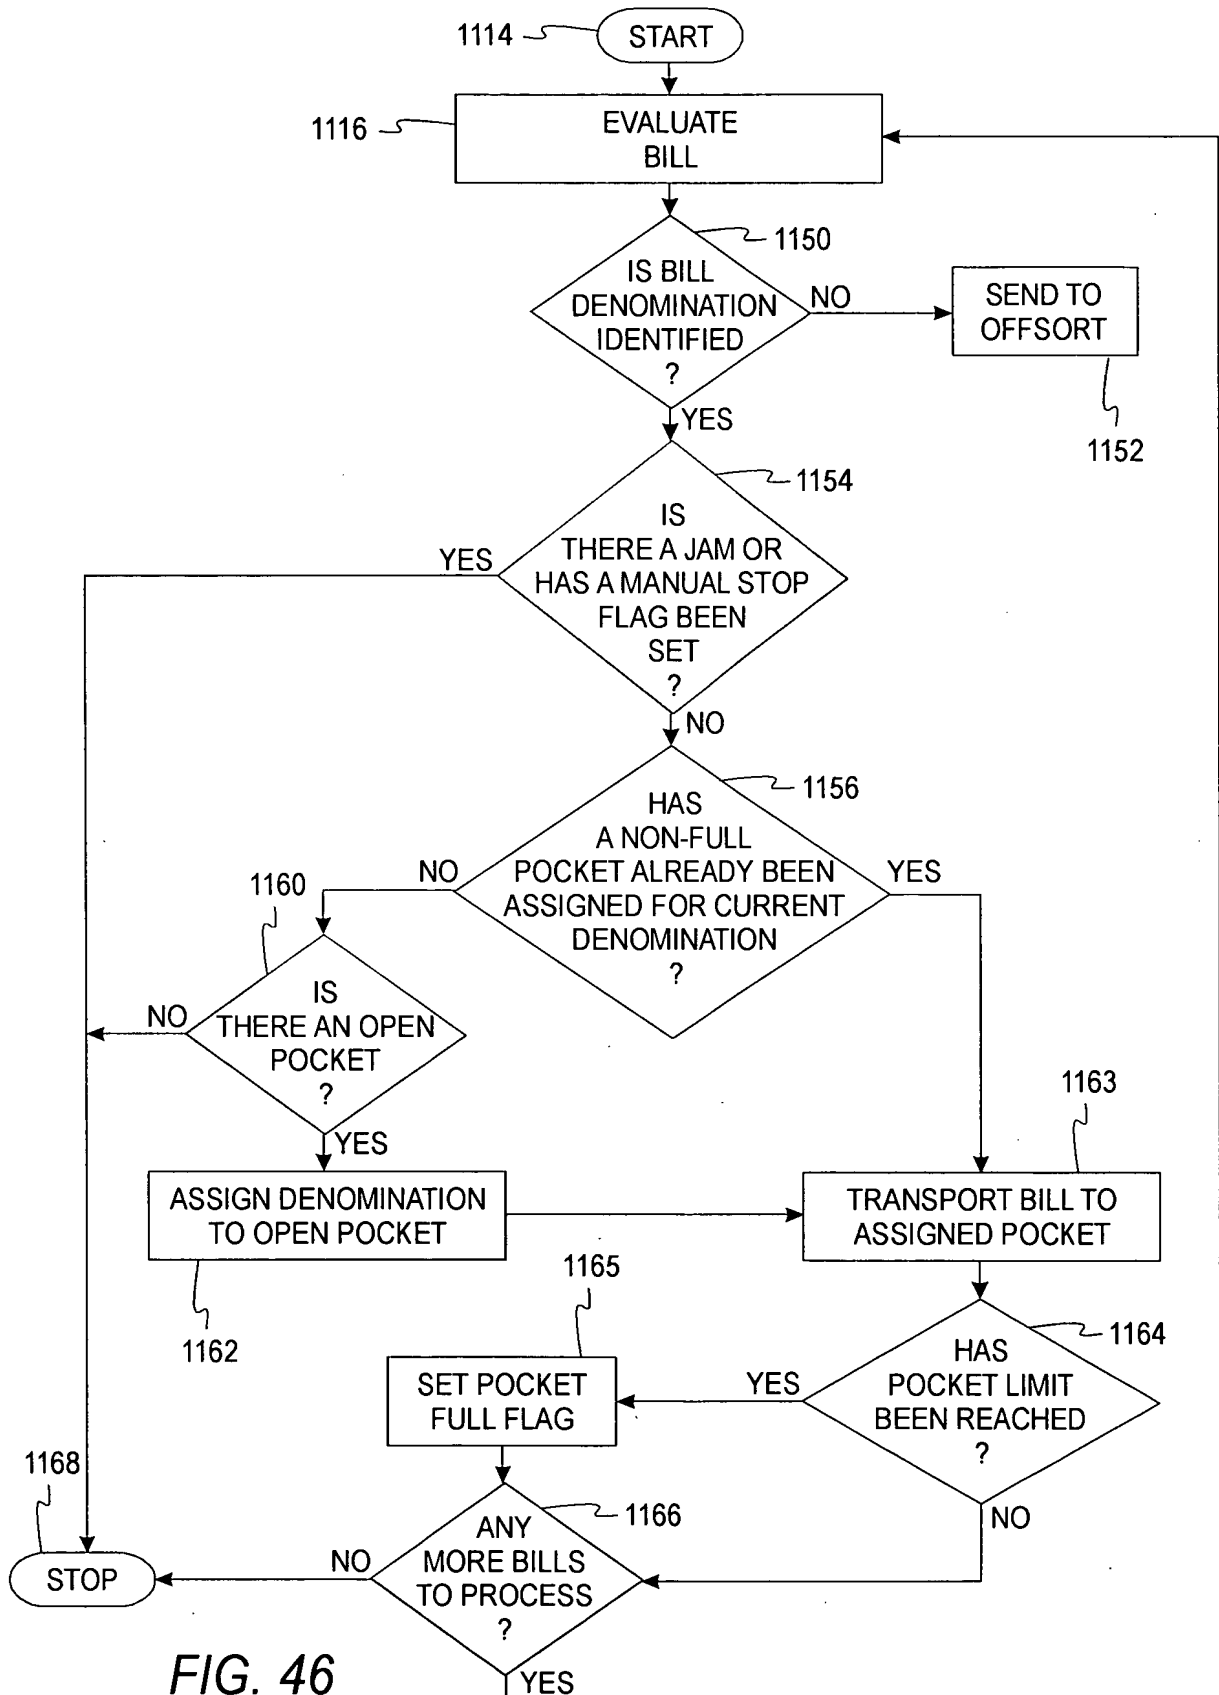 1114
START
1116
EVALUATE
BILL
1150
IS BILL
DENOMINATION
IDENTIFIED
?
NO
SEND TO
OFFSORT
1152
YES
1154
IS
THERE A JAM OR
HAS A MANUAL STOP
FLAG BEEN
SET
?
YES
NO
1156
HAS
A NON-FULL
POCKET ALREADY BEEN
ASSIGNED FOR CURRENT
DENOMINATION
?
NO
YES
1160
IS
THERE AN OPEN
POCKET
?
NO
YES
1163
ASSIGN DENOMINATION
TO OPEN POCKET
1162
TRANSPORT BILL TO
ASSIGNED POCKET
1165
1164
HAS
POCKET LIMIT
BEEN REACHED
?
YES
SET POCKET
FULL FLAG
NO
1168
1166
ANY
MORE BILLS
TO PROCESS
?
NO
STOP
YES
FIG. 46